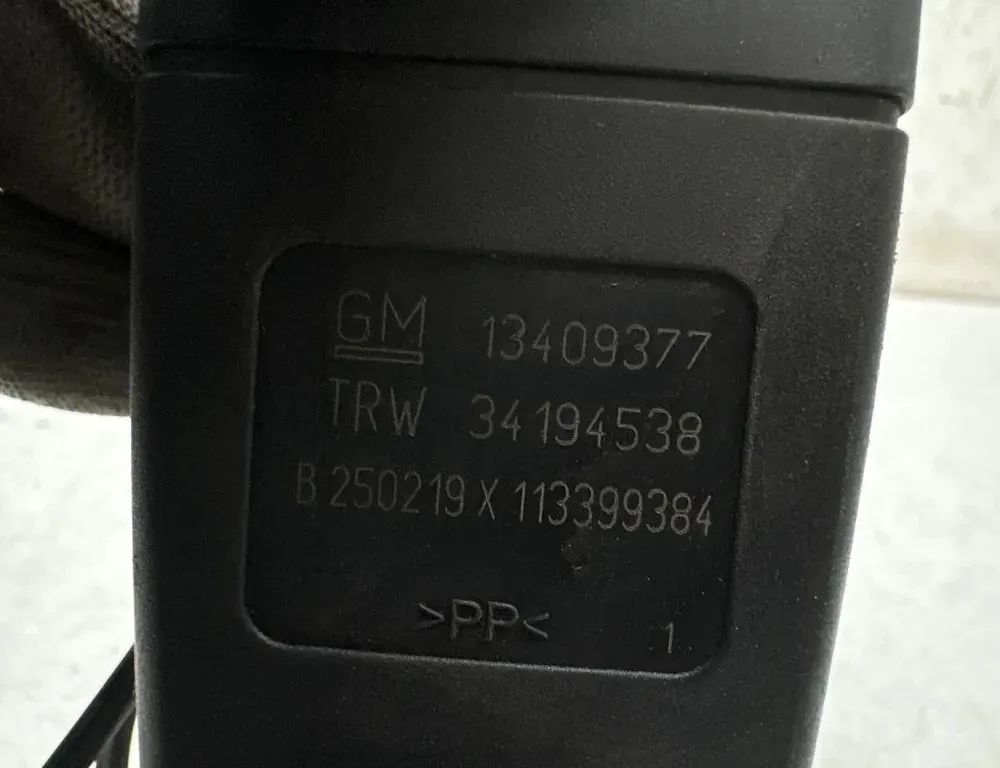 GM 13409377
TRW 34194538
B 250219 X 113399384
>PP<
1